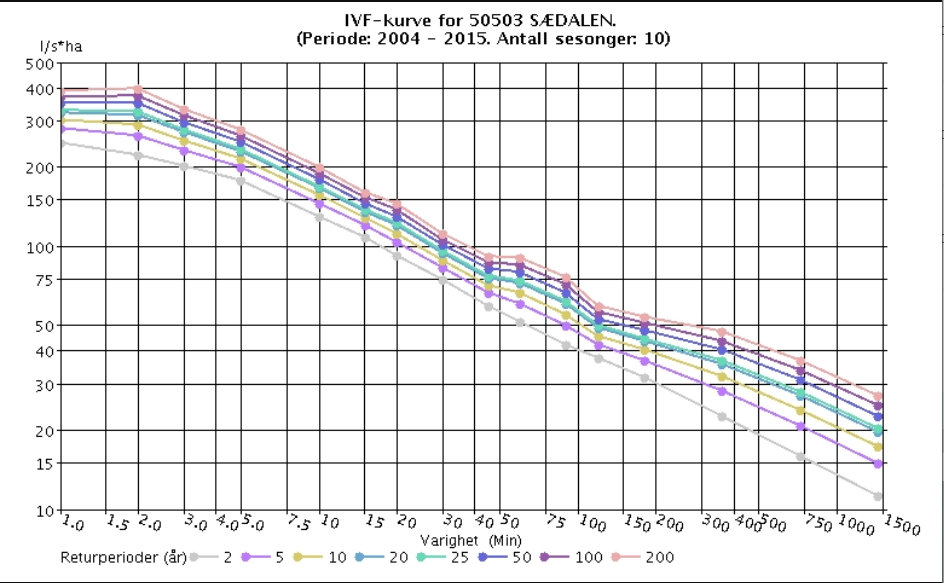 IVF-kurve for 50503 SÆDALEN.
(Periode: 2004 - 2015. Antall sesonger: 10)
l/s*ha
500
400
300
200
150
100
75
50
40
30
20
15
10
1.0 1.5 2.0 3.0 4.0 5.0 7.5 10 15 20 30 40 50 75 100 150 200 300 400 500 750 1000 1500
Varighet (Min)
Returperioder (år) 2 5 10 20 25 50 100 200